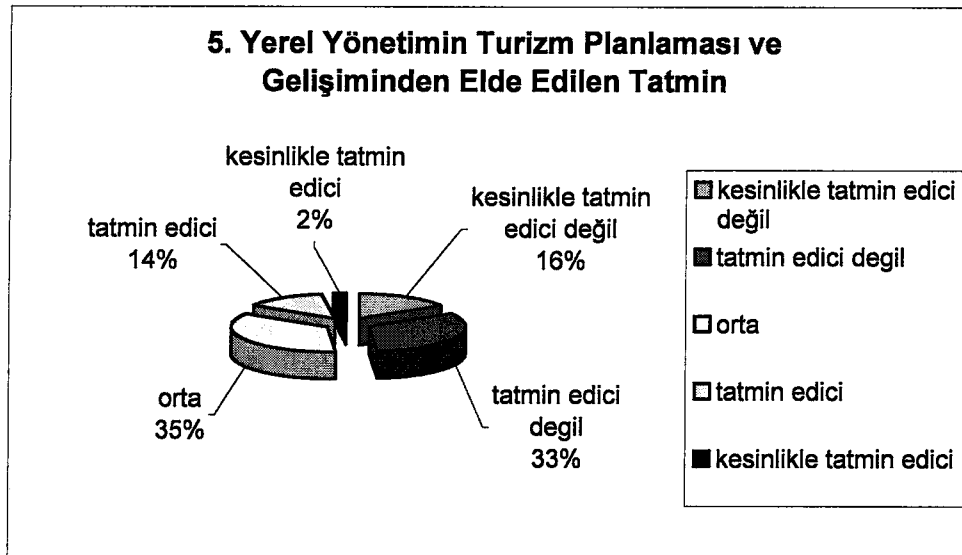 5. Yerel Yönetimin Turizm Planlaması ve
Gelişiminden Elde Edilen Tatmin
kesinlikle tatmin
edici
2%
kesinlikle tatmin
edici değil
16%
tatmin edici
14%
orta
35%
tatmin edici
degil
33%
kesinlikle tatmin edici
değil
tatmin edici degil
orta
tatmin edici
kesinlikle tatmin edici